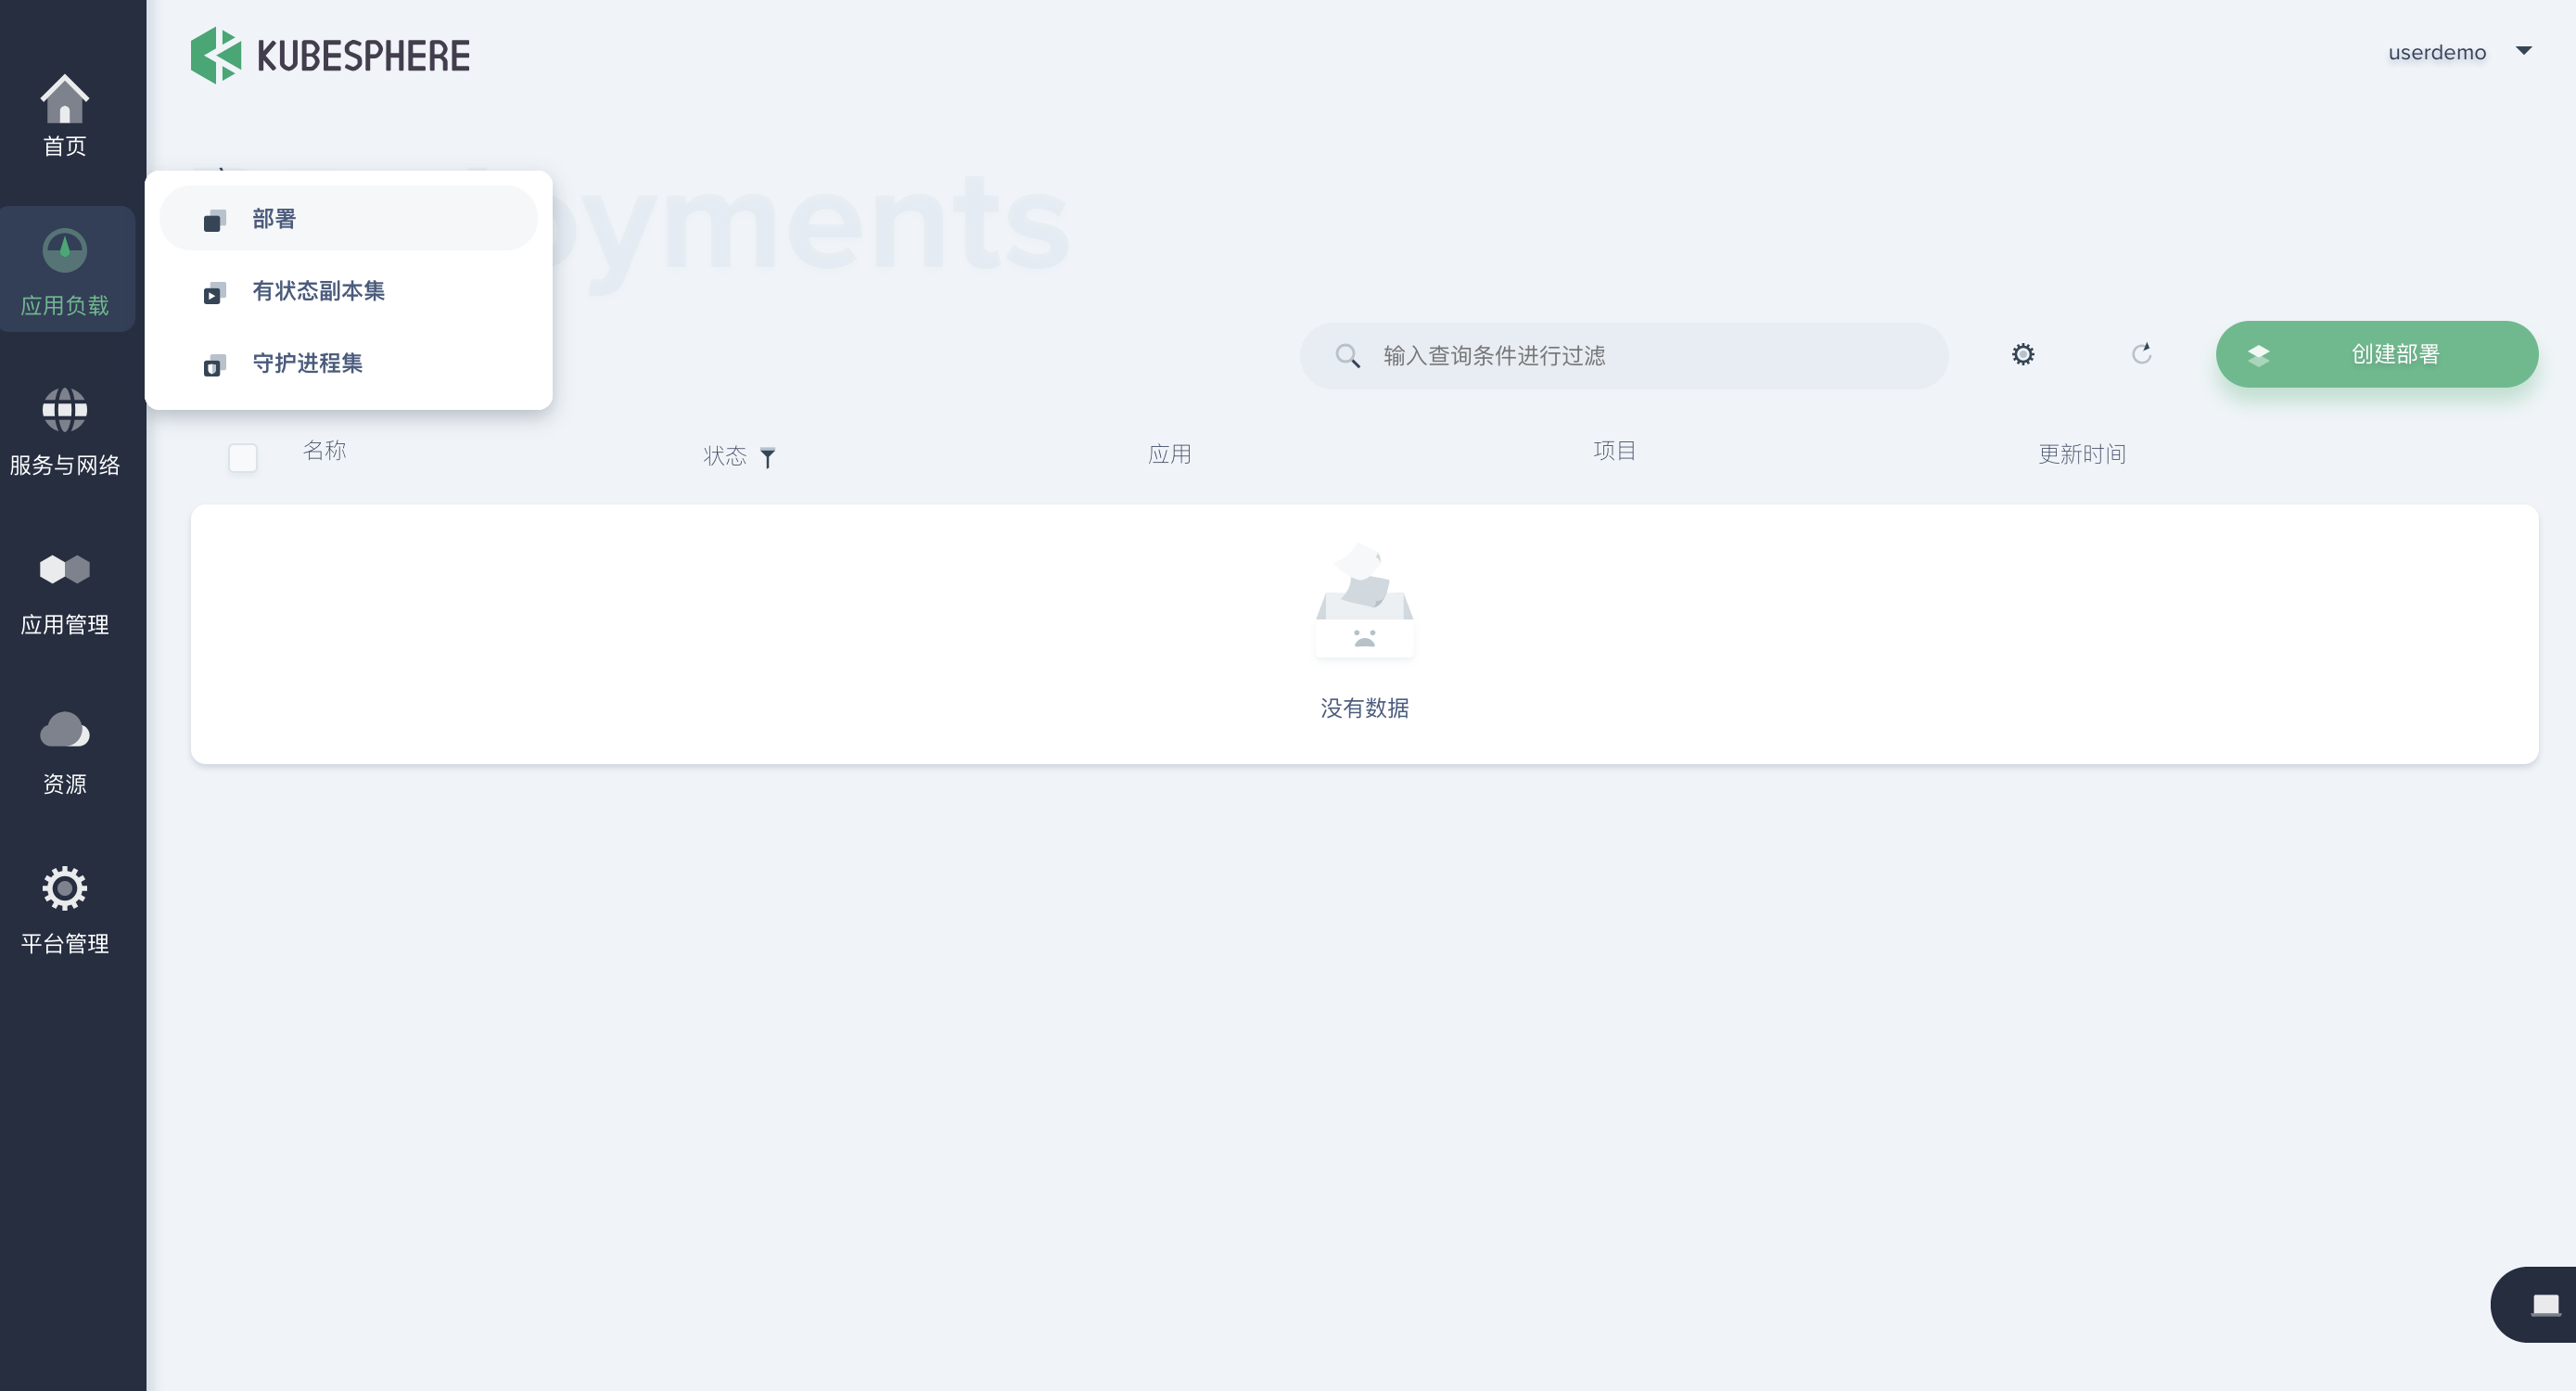 KUBESPHERE
userdemo
首页
应用负载
服务与网络
应用管理
资源
平台管理
部署
有状态副本集
守护进程集
yments
输入查询条件进行过滤
创建部署
名称
状态
应用
项目
更新时间
没有数据